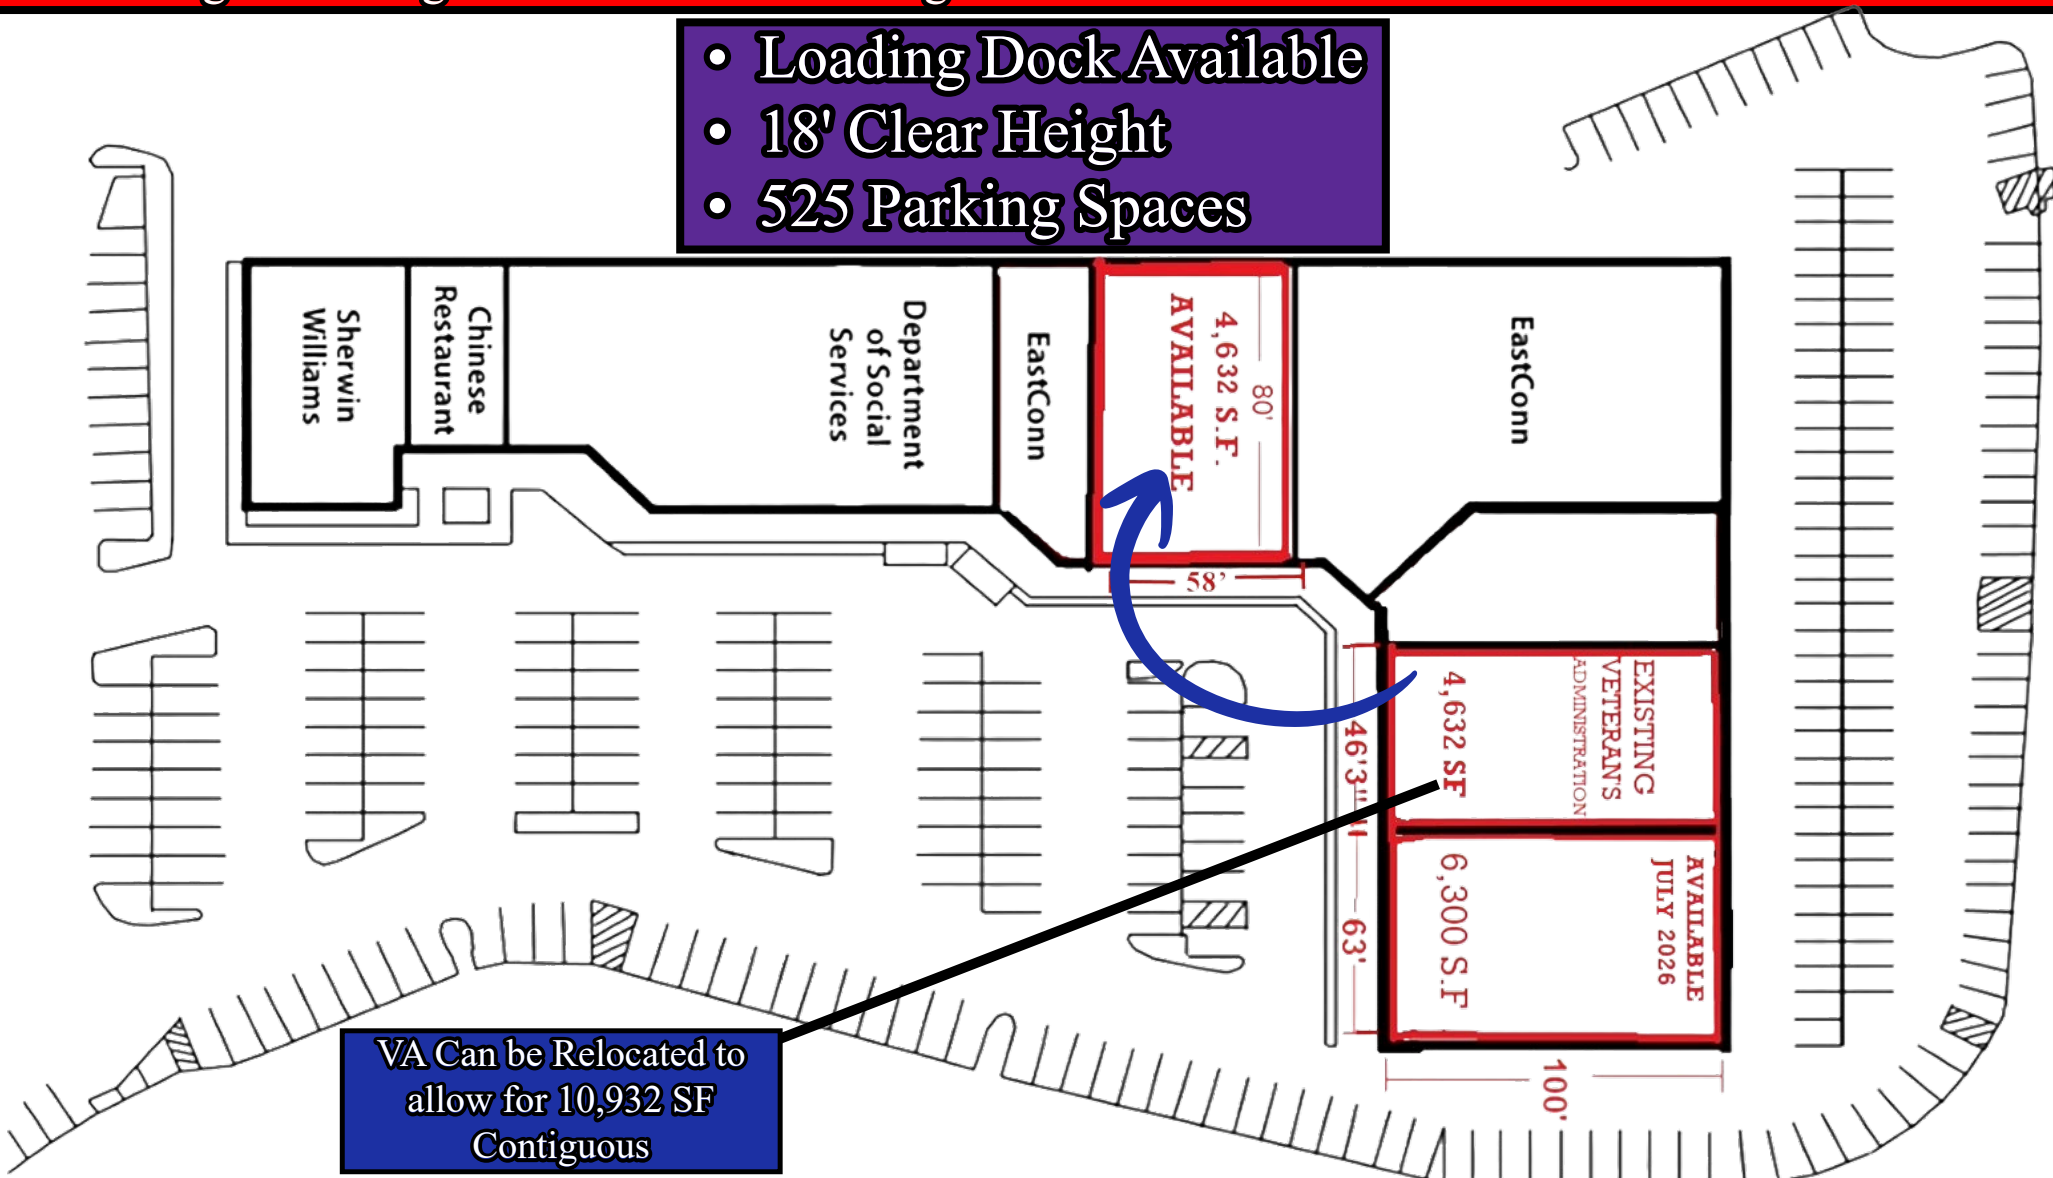 • Loading Dock Available
• 18' Clear Height
• 525 Parking Spaces
Sherwin
Williams
Chinese
Restaurant
Department
of Social
Services
EastConn
80'
4,632 S.F.
AVAILABLE
58'
EastConn
EXISTING
VETERAN'S
ADMINISTRATION
4,632 SF
46'3"
AVAILABLE
JULY 2026
6,300 S.F
63'
100'
VA Can be Relocated to
allow for 10,932 SF
Contiguous